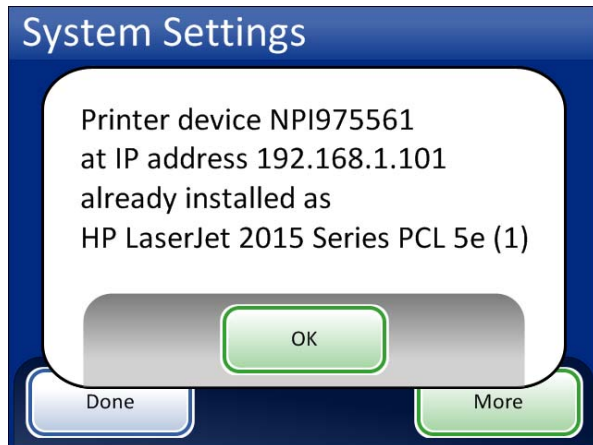 System Settings
Printer device NPI975561
at IP address 192.168.1.101
already installed as
HP LaserJet 2015 Series PCL 5e (1)
OK
Done
More